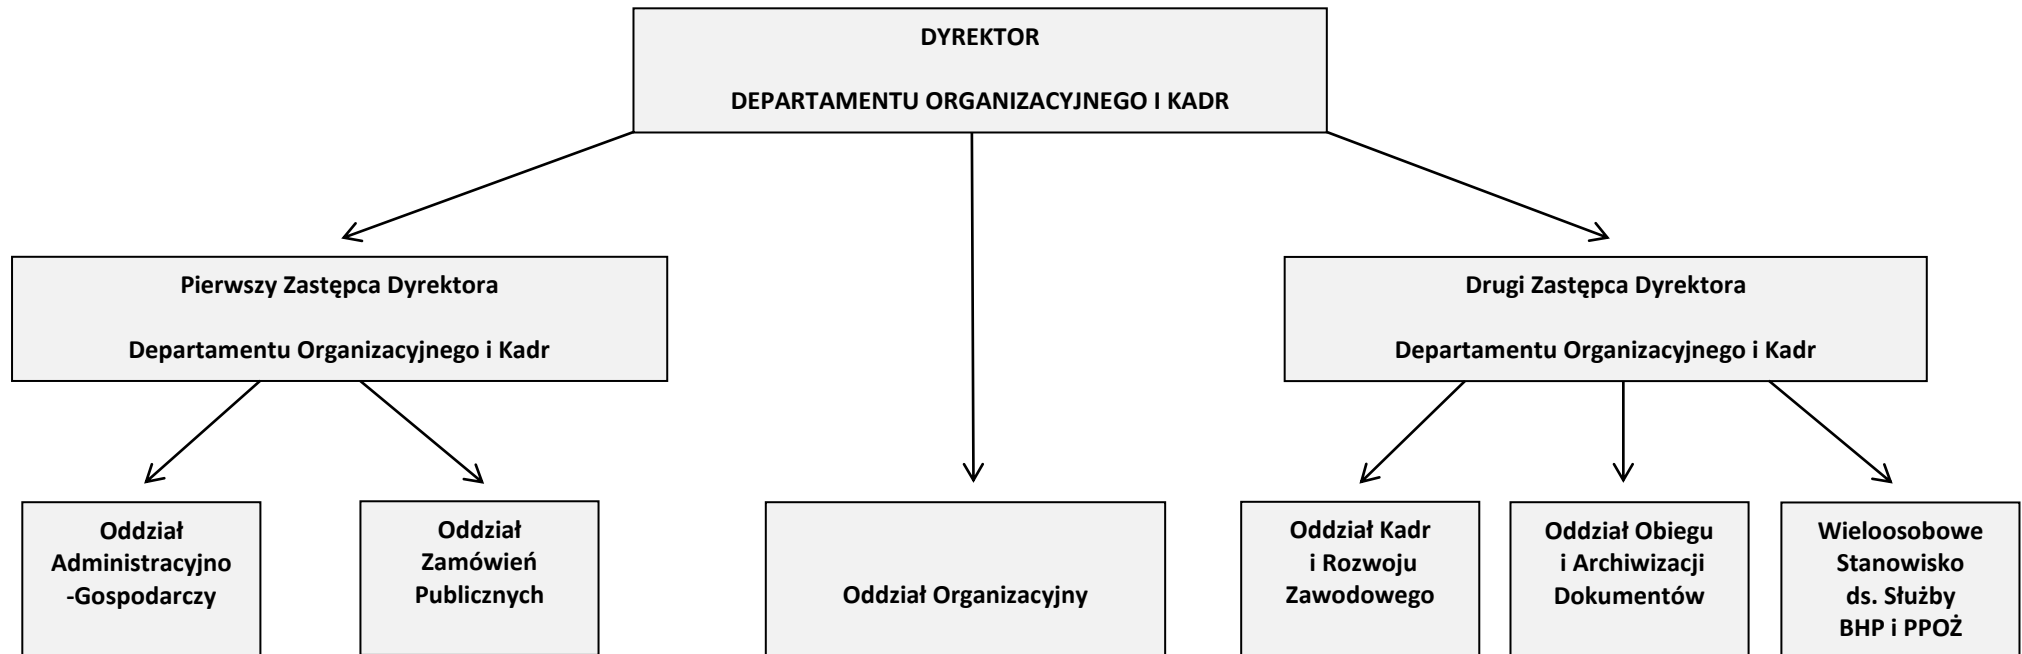 DYREKTOR
DEPARTAMENTU ORGANIZACYJNEGO I KADR
Pierwszy Zastępca Dyrektora
Departamentu Organizacyjnego i Kadr
Drugi Zastępca Dyrektora
Departamentu Organizacyjnego i Kadr
Oddział
Administracyjno
-Gospodarczy
Oddział
Zamówień
Publicznych
Oddział Organizacyjny
Oddział Kadr
i Rozwoju
Zawodowego
Oddział Obiegu
i Archiwizacji
Dokumentów
Wieloosobowe
Stanowisko
ds. Służby
BHP i PPOŻ